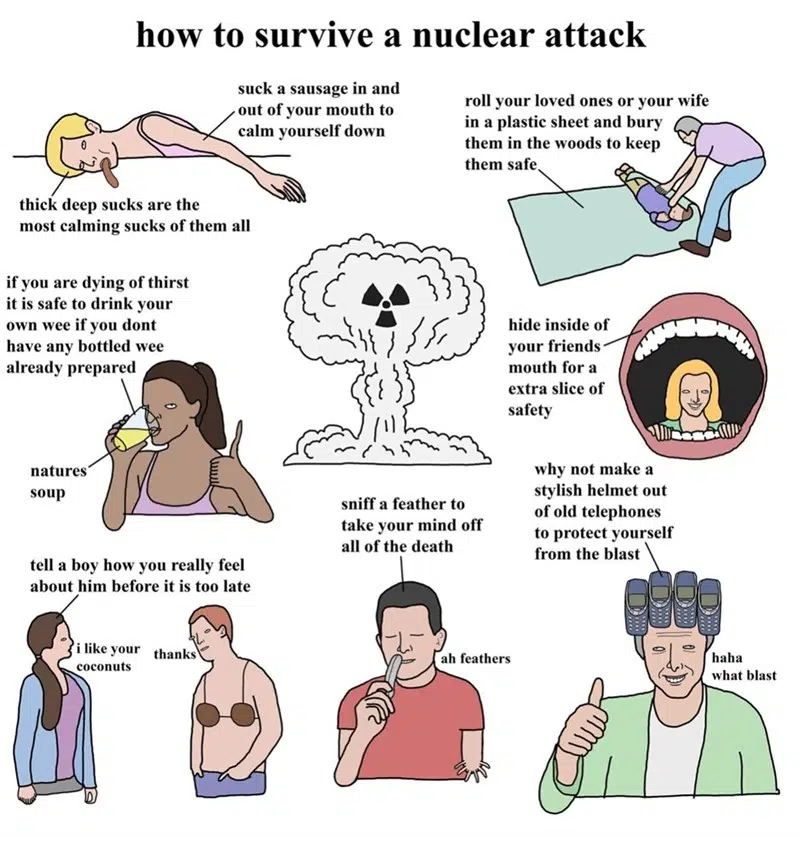 how to survive a nuclear attack
suck a sausage in and
out of your mouth to
calm yourself down
thick deep sucks are the
most calming sucks of them all
roll your loved ones or your wife
in a plastic sheet and bury
them in the woods to keep
them safe
if you are dying of thirst
it is safe to drink your
own wee if you dont
have any bottled wee
already prepared
natures
soup
hide inside of
your friends
mouth for a
extra slice of
safety
sniff a feather to
take your mind off
all of the death
ah feathers
why not make a
stylish helmet out
of old telephones
to protect yourself
from the blast
haha
what blast
tell a boy how you really feel
about him before it is too late
i like your
coconuts
thanks